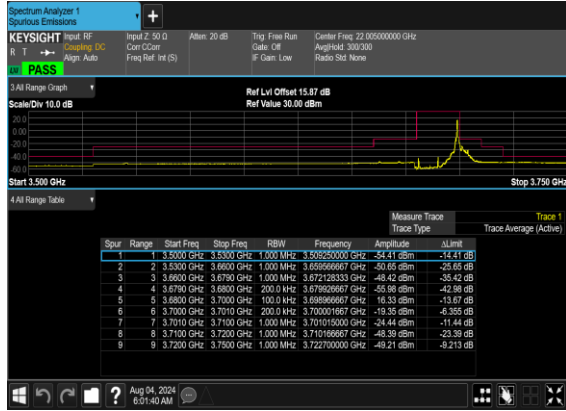 Spectrum Analyzer 1
Spurious Emissions
+
KEYSIGHT Input: RF Input Z: 50 Ω Atten: 20 dB Trig: Free Run Center Freq: 22.005000000 GHz
R T Coupling: DC Corr CCorr Gate: Off Avg|Hold: 300/300
Align: Auto Freq Ref: Int (S) IF Gain: Low Radio Std: None
PASS
3 All Range Graph
Ref Lvl Offset 15.87 dB
Scale/Div 10.0 dB Ref Value 30.00 dBm
20.0
0.00
-20.0
-40.0
-60.0
Start 3.500 GHz Stop 3.750 GHz
4 All Range Table
Measure Trace Trace 1
Trace Type Trace Average (Active)
Spur Range Start Freq Stop Freq RBW Frequency Amplitude ΔLimit
1 1 3.5000 GHz 3.5300 GHz 1.000 MHz 3.509250000 GHz -54.41 dBm -14.41 dB
2 2 3.5300 GHz 3.6600 GHz 1.000 MHz 3.659566667 GHz -50.65 dBm -25.65 dB
3 3 3.6600 GHz 3.6790 GHz 1.000 MHz 3.672128333 GHz -48.42 dBm -35.42 dB
4 4 3.6790 GHz 3.6800 GHz 200.0 kHz 3.679926667 GHz -55.98 dBm -42.98 dB
5 5 3.6800 GHz 3.7000 GHz 100.0 kHz 3.698966667 GHz 16.33 dBm -13.67 dB
6 6 3.7000 GHz 3.7010 GHz 200.0 kHz 3.700001667 GHz -19.35 dBm -6.355 dB
7 7 3.7010 GHz 3.7100 GHz 1.000 MHz 3.701015000 GHz -24.44 dBm -11.44 dB
8 8 3.7100 GHz 3.7200 GHz 1.000 MHz 3.710166667 GHz -48.39 dBm -23.39 dB
9 9 3.7200 GHz 3.7500 GHz 1.000 MHz 3.722700000 GHz -49.21 dBm -9.213 dB
? Aug 04, 2024
6:01:40 AM